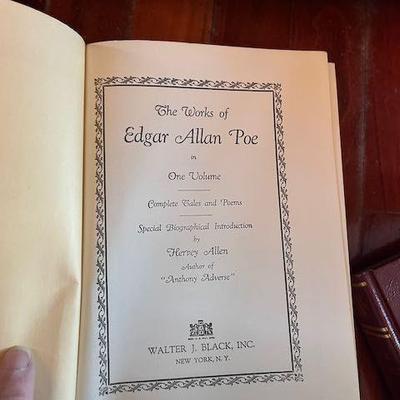 The Works of
Edgar Allan Poe
in
One Volume
Complete Tales and Poems
Special Biographical Introduction
by
Hervey Allen
Author of
"Anthony Adverse"
WALTER J. BLACK, INC.
NEW YORK, N. Y.